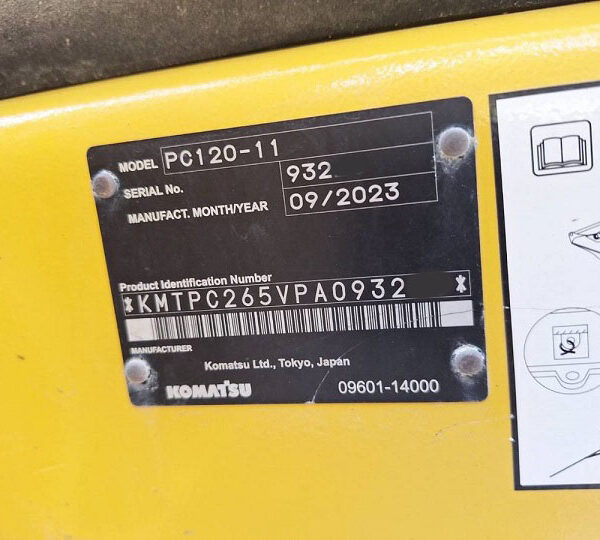 MODEL PC120-11
SERIAL No. 932
MANUFACT. MONTH/YEAR 09/2023
Product Identification Number
*KMTPC265VPA0932 *
MANUFACTURER
Komatsu Ltd., Tokyo, Japan
KOMATSU 09601-14000